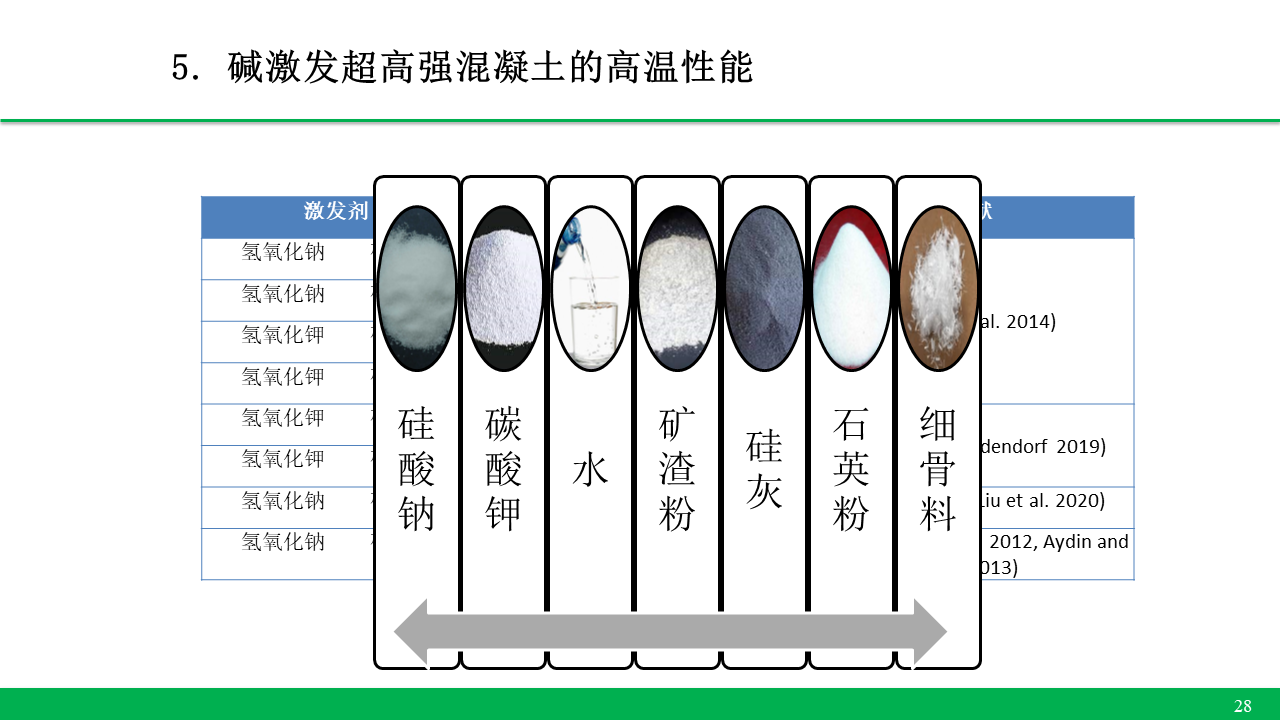 5. 碱激发超高强混凝土的高温性能
激发剂 献
氢氧化钠
氢氧化钠
氢氧化钾
氢氧化钾
al. 2014)
氢氧化钾
氢氧化钾
dendorf 2019)
氢氧化钠
Liu et al. 2020)
氢氧化钠
2012, Aydin and
013)
硅酸钠
碳酸钾
水
矿渣粉
硅灰
石英粉
细骨料
28